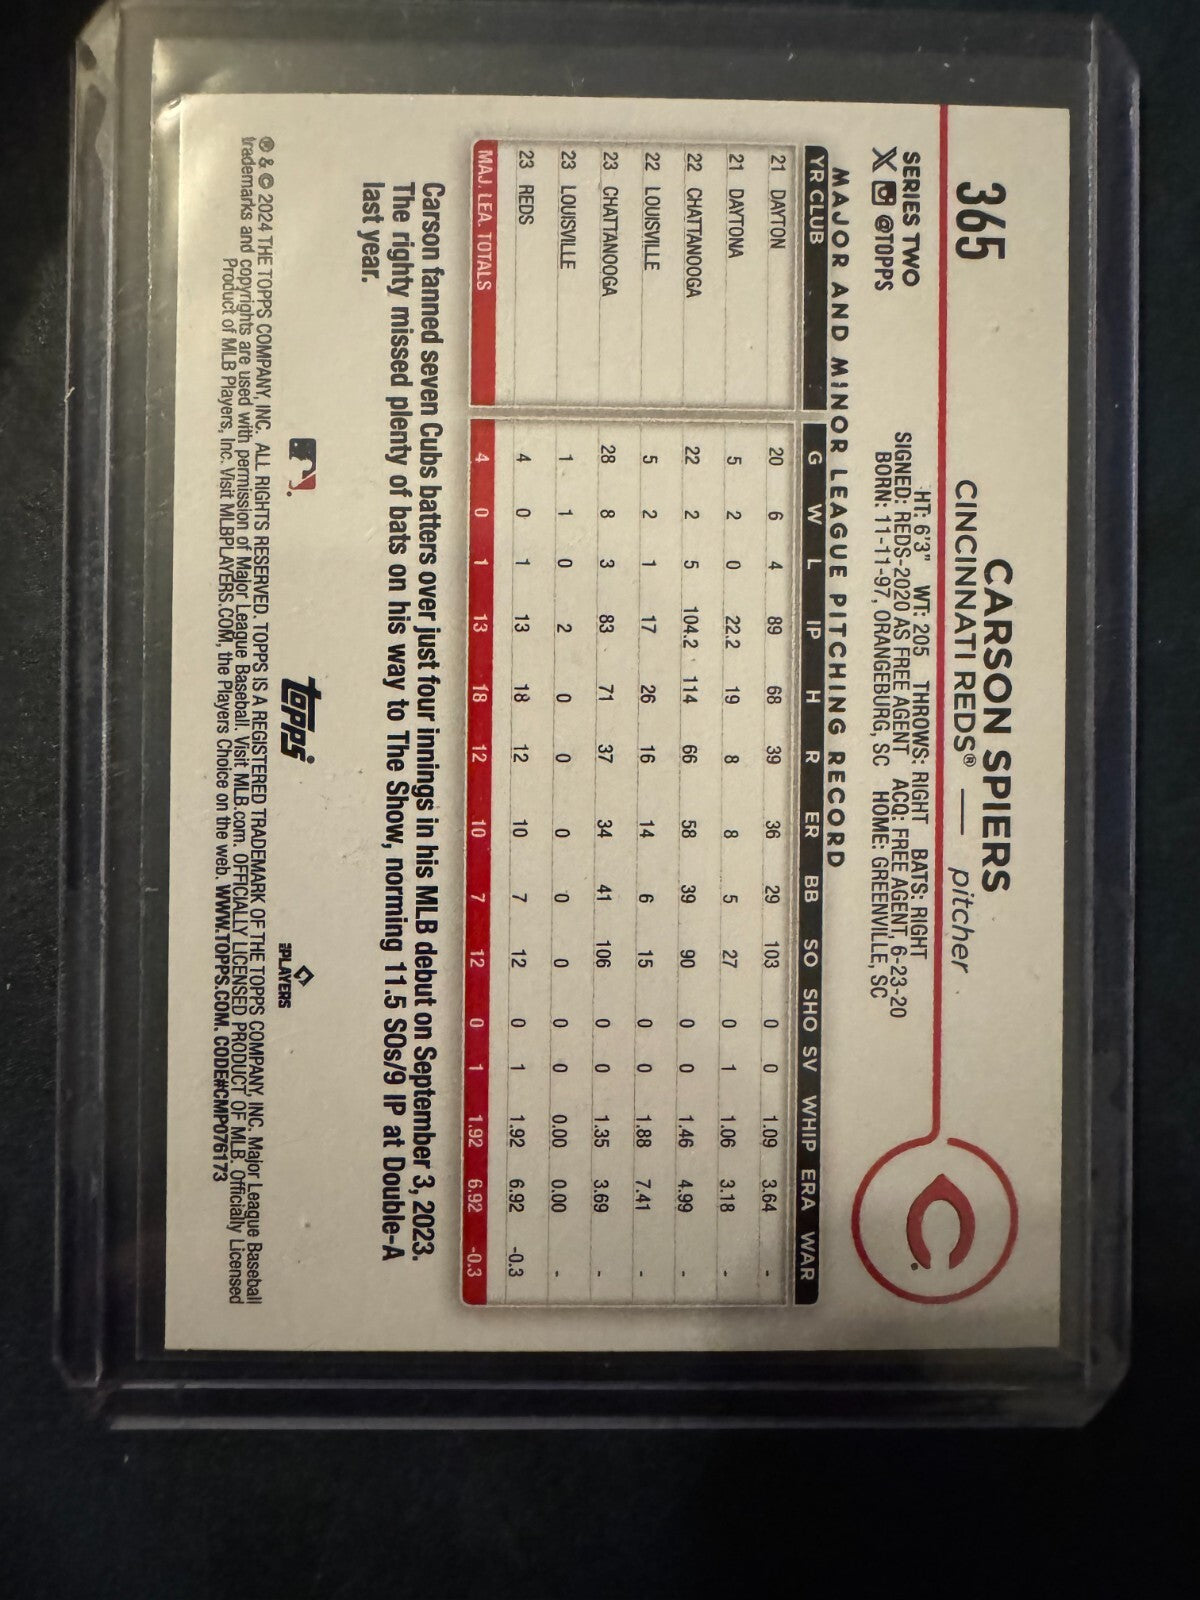 365
CARSON SPIERS
CINCINNATI REDS® — pitcher
SERIES TWO
X @TOPPS
HT: 6'3" WT: 205 THROWS: RIGHT BATS: RIGHT
SIGNED: REDS-2020 AS FREE AGENT ACQ: FREE AGENT, 6-23-20
BORN: 11-11-97, ORANGEBURG, SC HOME: GREENVILLE, SC
C
MAJOR AND MINOR LEAGUE PITCHING RECORD
YR CLUB G W L IP H R ER BB SO SHO SV WHIP ERA WAR
21 DAYTON 20 6 4 89 68 39 36 29 103 0 0 1.09 3.64 -
21 DAYTONA 5 2 0 22.2 19 8 8 5 27 0 1 1.06 3.18 -
22 CHATTANOOGA 22 2 5 104.2 114 66 58 39 90 0 0 1.46 4.99 -
22 LOUISVILLE 5 2 1 17 26 16 14 6 15 0 0 1.88 7.41 -
23 CHATTANOOGA 28 8 3 83 71 37 34 41 106 0 0 1.35 3.69 -
23 LOUISVILLE 1 1 0 2 0 0 0 0 0 0 0 0.00 0.00 -
23 REDS 4 0 1 13 18 12 10 7 12 0 1 1.92 6.92 -0.3
MAJ. LEA. TOTALS 4 0 1 13 18 12 10 7 12 0 1 1.92 6.92 -0.3
Carson fanned seven Cubs batters over just four innings in his MLB debut on September 3, 2023.
The righty missed plenty of bats on his way to The Show, norming 11.5 SOs/9 IP at Double-A
last year.
topps
PLAYERS
® & © 2024 THE TOPPS COMPANY, INC. ALL RIGHTS RESERVED. TOPPS IS A REGISTERED TRADEMARK OF THE TOPPS COMPANY, INC. Major League Baseball
trademarks and copyrights are used with permission of Major League Baseball. Visit MLB.com. OFFICIALLY LICENSED PRODUCT OF MLB. Officially Licensed
Product of MLB Players, Inc. Visit MLBPLAYERS.COM, the Players Choice on the web. WWW.TOPPS.COM. CODE#CMP076173